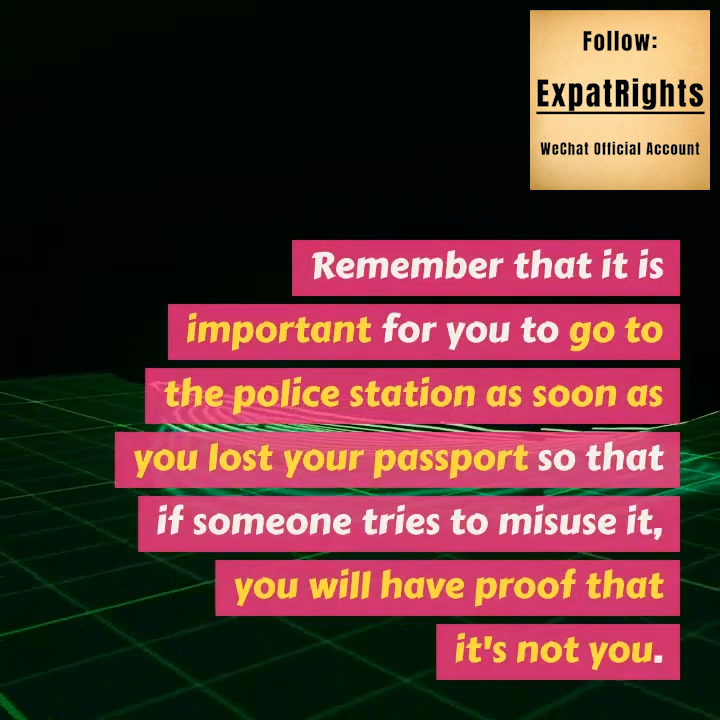 Follow:
ExpatRights
WeChat Official Account
Remember that it is
important for you to go to
the police station as soon as
you lost your passport so that
if someone tries to misuse it,
you will have proof that
it's not you.